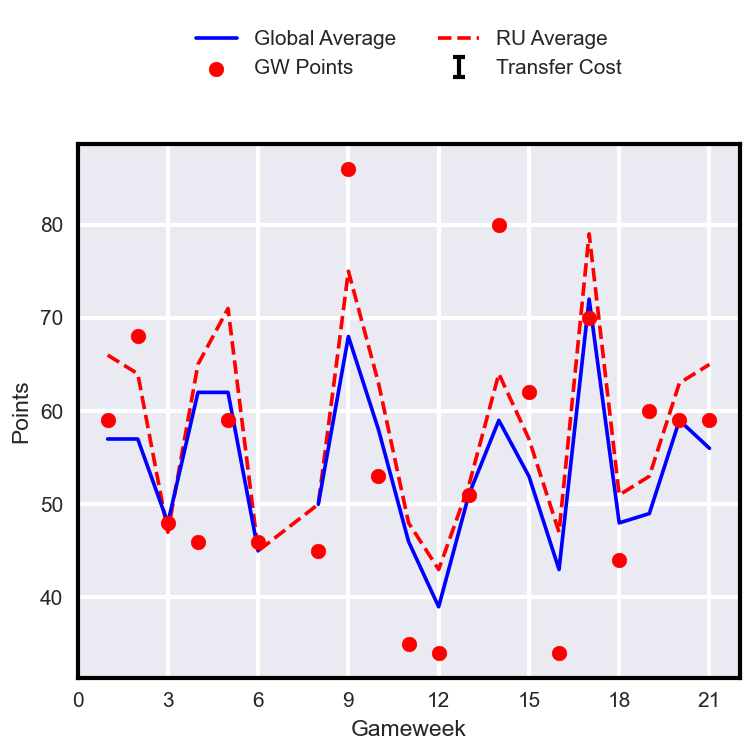 Global Average
RU Average
GW Points
Transfer Cost
80
70
60
50
40
Points
0 3 6 9 12 15 18 21
Gameweek